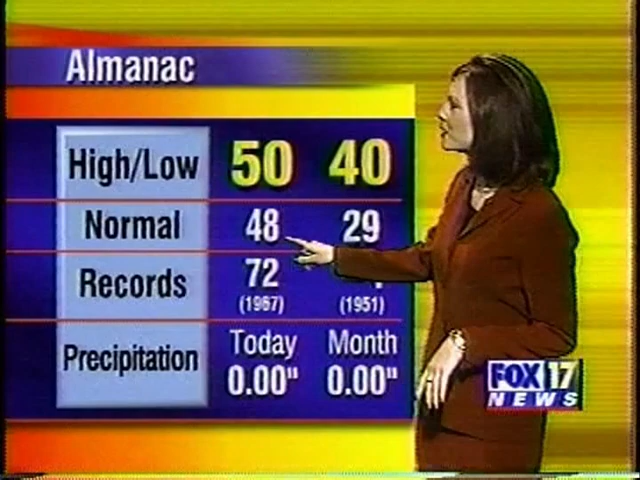 Almanac
High/Low 50 40
Normal 48 29
Records 72
(1967) (1951)
Precipitation Today Month
0.00" 0.00"
FOX 17
NEWS